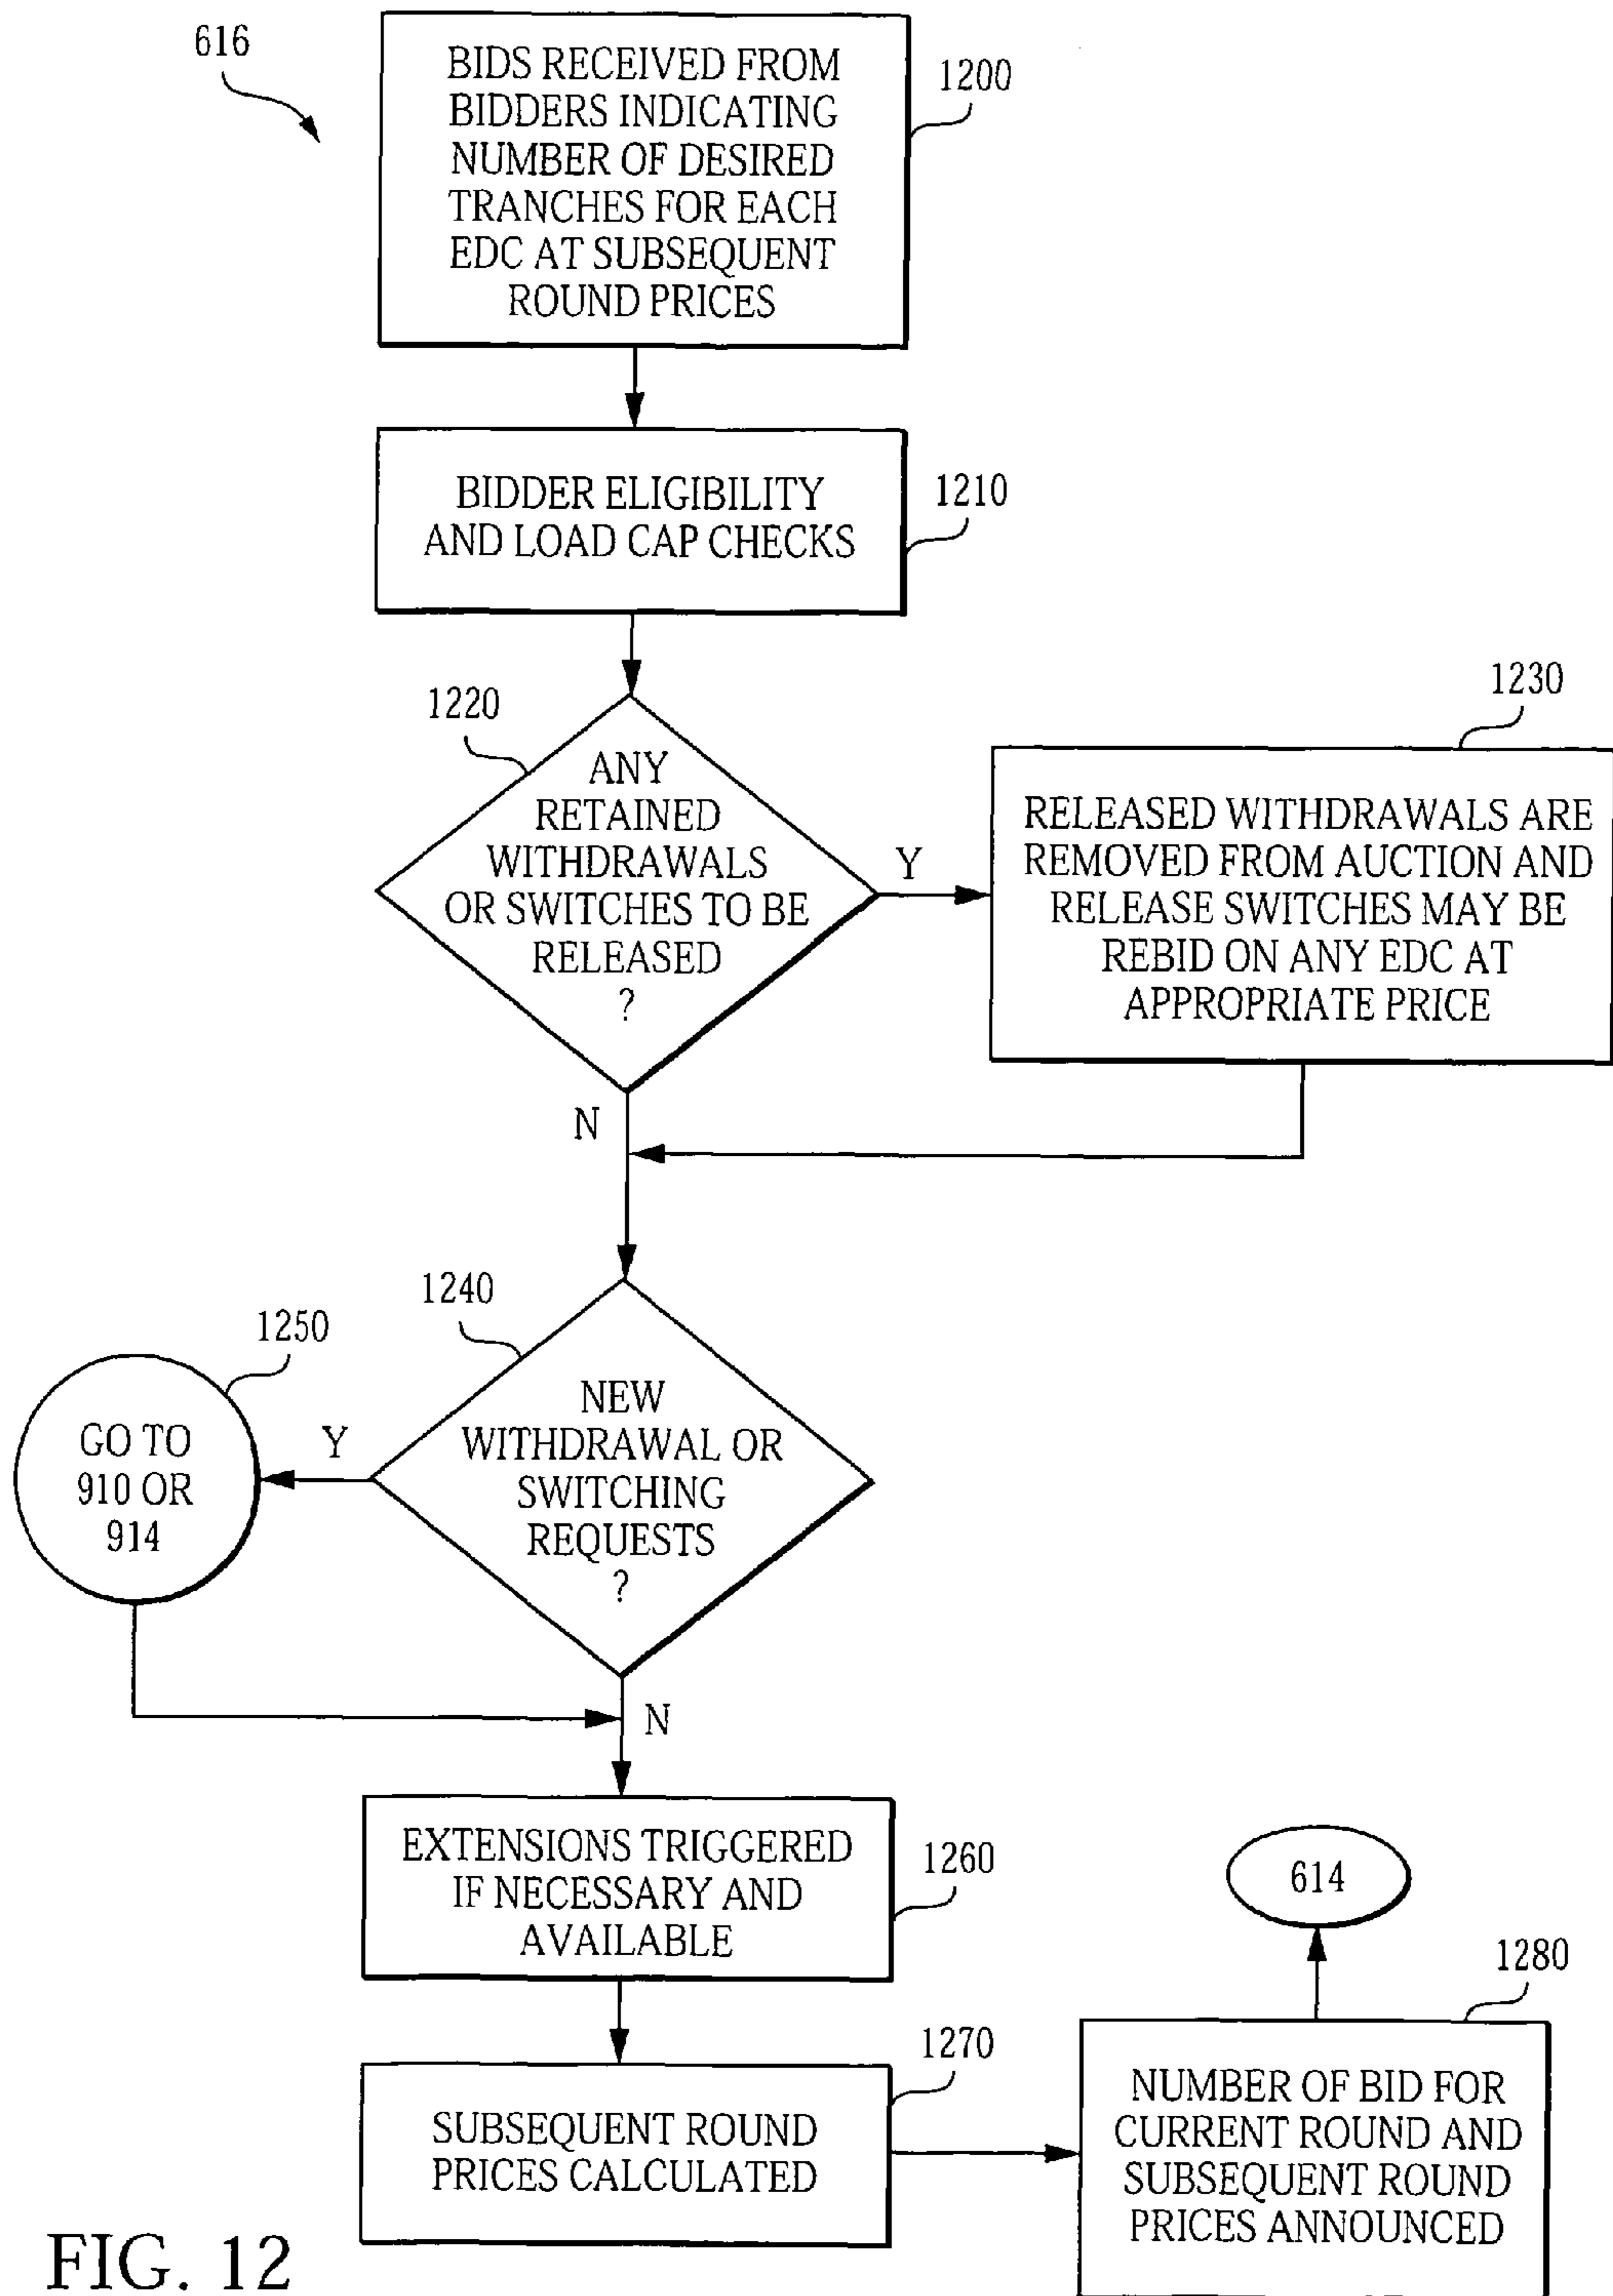 616
BIDS RECEIVED FROM
BIDDERS INDICATING
NUMBER OF DESIRED
TRANCHES FOR EACH
EDC AT SUBSEQUENT
ROUND PRICES
1200
BIDDER ELIGIBILITY
AND LOAD CAP CHECKS
1210
1220
ANY
RETAINED
WITHDRAWALS
OR SWITCHES TO BE
RELEASED
?
Y
N
1230
RELEASED WITHDRAWALS ARE
REMOVED FROM AUCTION AND
RELEASE SWITCHES MAY BE
REBID ON ANY EDC AT
APPROPRIATE PRICE
1240
NEW
WITHDRAWAL OR
SWITCHING
REQUESTS
?
Y
N
1250
GO TO
910 OR
914
EXTENSIONS TRIGGERED
IF NECESSARY AND
AVAILABLE
1260
SUBSEQUENT ROUND
PRICES CALCULATED
1270
614
1280
NUMBER OF BID FOR
CURRENT ROUND AND
SUBSEQUENT ROUND
PRICES ANNOUNCED
FIG. 12